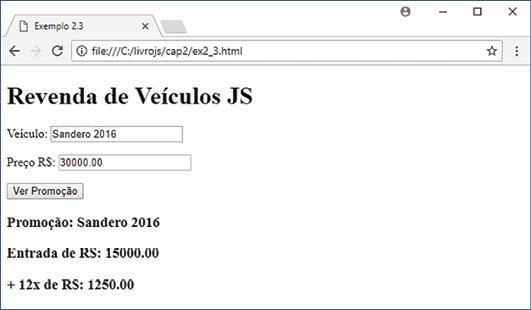 Exemplo 2.3
file:///C:/livrojs/cap2/ex2_3.html
Revenda de Veículos JS
Veículo: Sandero 2016
Preço R$: 30000.00
Ver Promoção
Promoção: Sandero 2016
Entrada de R$: 15000.00
+ 12x de R$: 1250.00